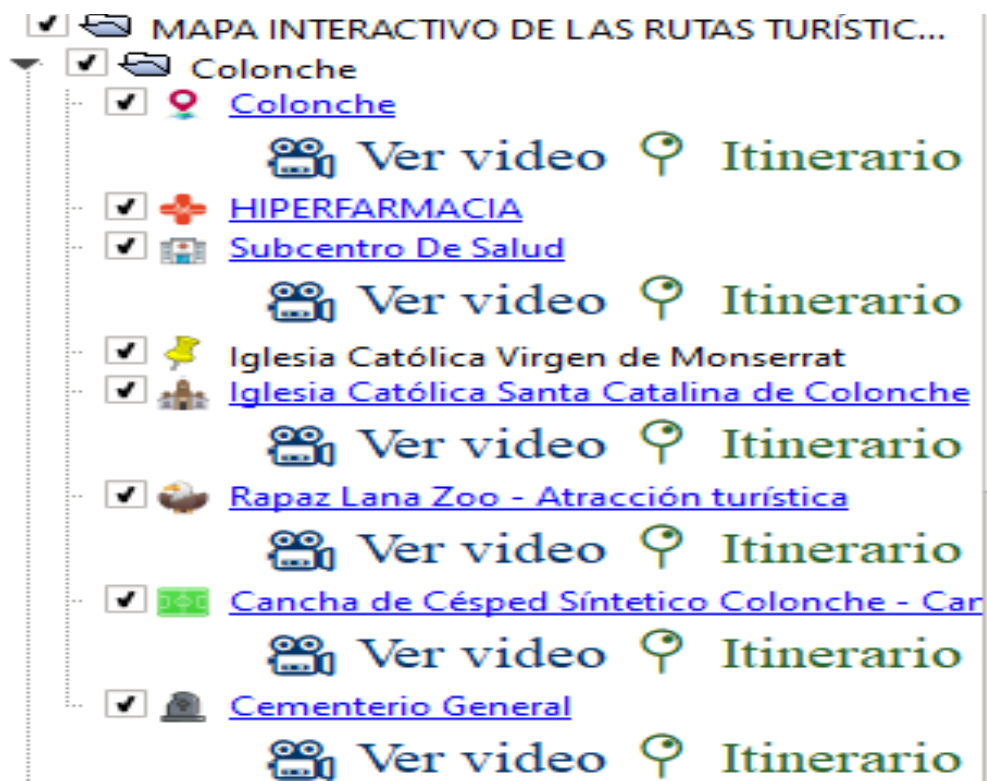 MAPA INTERACTIVO DE LAS RUTAS TURÍSTIC...
Colonche
Colonche
Ver video Itinerario
HIPERFARMACIA
Subcentro De Salud
Ver video Itinerario
Iglesia Católica Virgen de Monserrat
Iglesia Católica Santa Catalina de Colonche
Ver video Itinerario
Rapaz Lana Zoo - Atracción turística
Ver video Itinerario
Cancha de Césped Síntetico Colonche - Can
Ver video Itinerario
Cementerio General
Ver video Itinerario